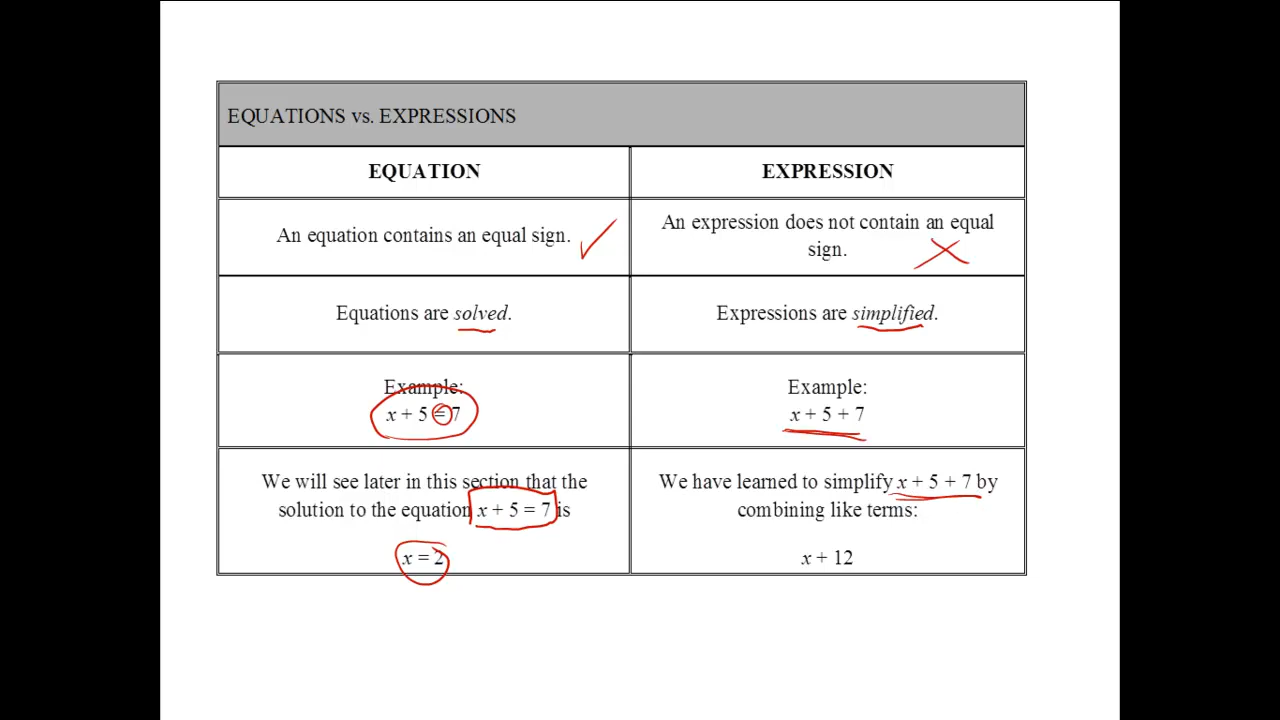 EQUATIONS vs. EXPRESSIONS
EQUATION
EXPRESSION
An equation contains an equal sign.
An expression does not contain an equal
sign.
Equations are solved.
Expressions are simplified.
Example:
x + 5 = 7
Example:
x + 5 + 7
We will see later in this section that the
solution to the equation x + 5 = 7 is
x = 2
We have learned to simplify x + 5 + 7 by
combining like terms:
x + 12